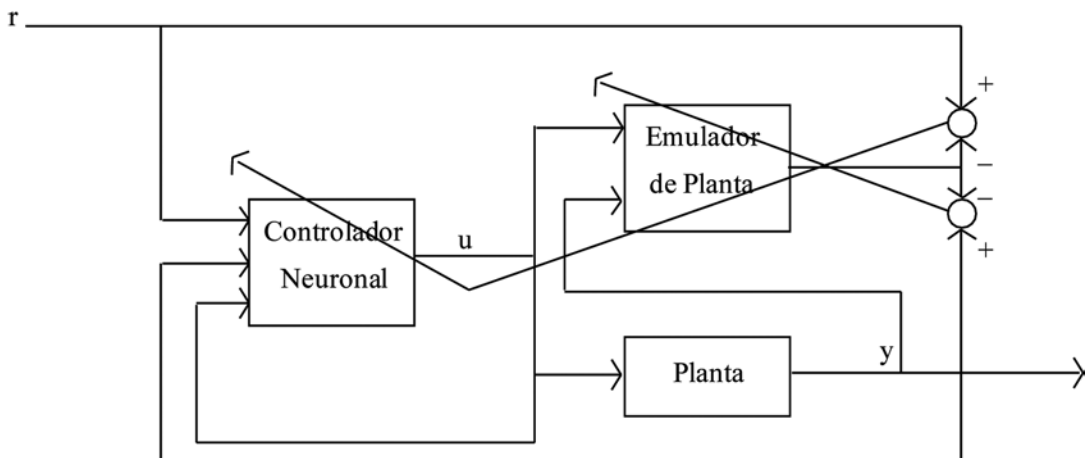 r
+
Emulador
de Planta
−
−
Controlador
Neuronal
u
+
y
Planta